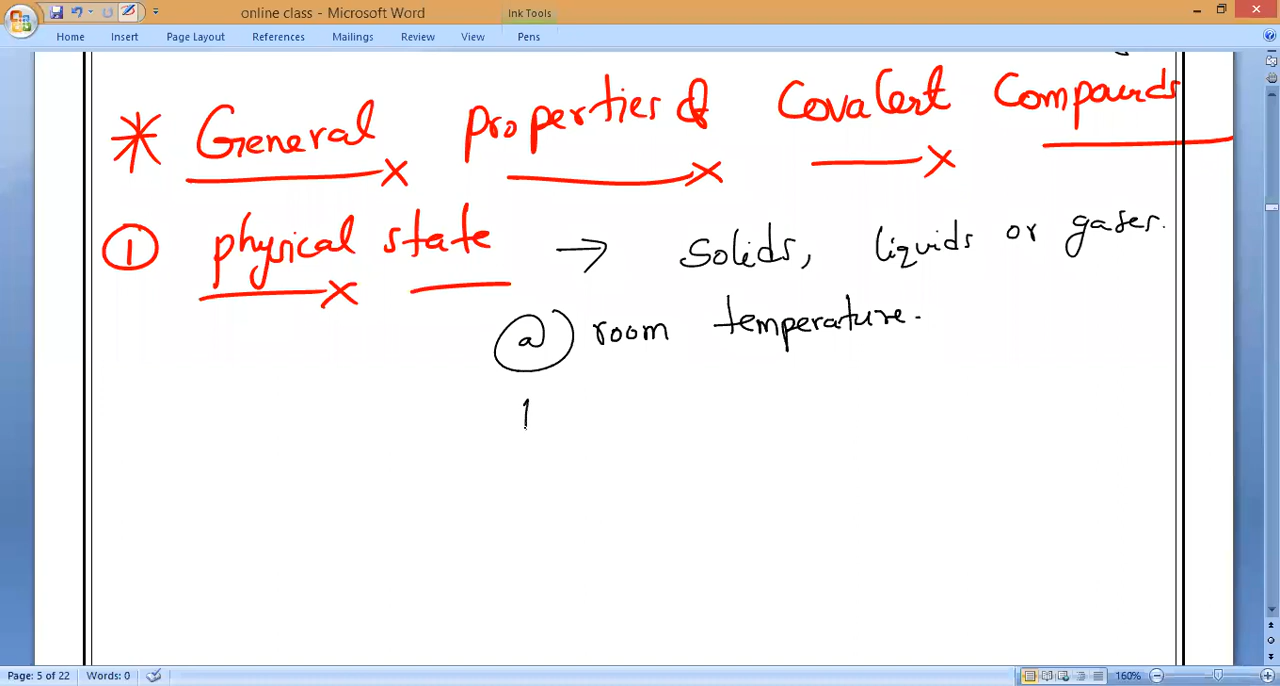 online class - Microsoft Word
Ink Tools
Home Insert Page Layout References Mailings Review View Pens
* General properties of Covalent Compounds
① physical state → Solids, liquids or gases.
@ room temperature.
Page: 5 of 22 Words: 0 160%